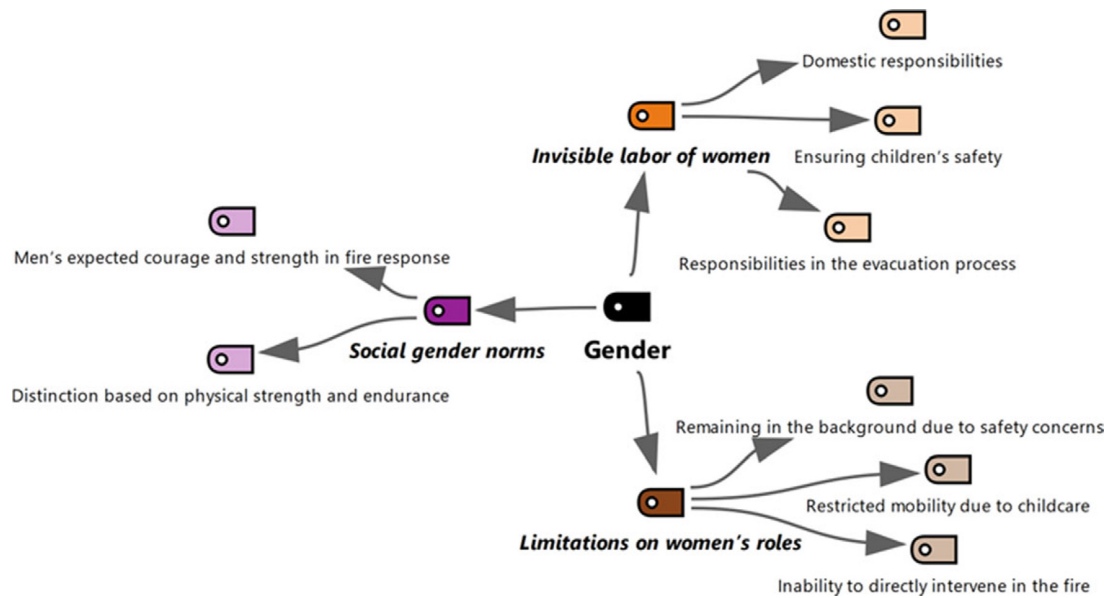 Domestic responsibilities
Invisible labor of women
Ensuring children's safety
Responsibilities in the evacuation process
Men's expected courage and strength in fire response
Social gender norms
Gender
Distinction based on physical strength and endurance
Remaining in the background due to safety concerns
Restricted mobility due to childcare
Limitations on women's roles
Inability to directly intervene in the fire